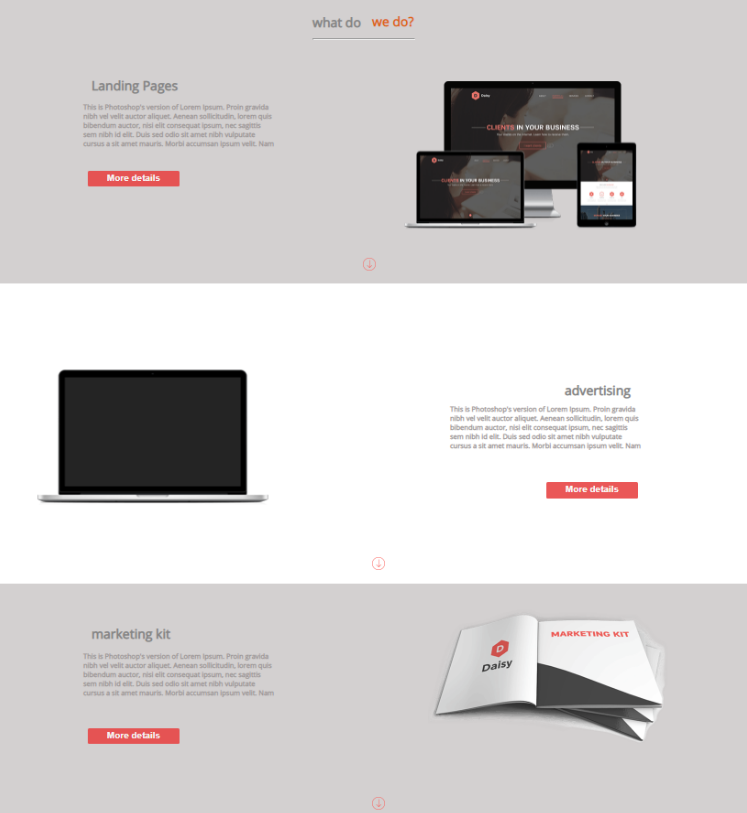 what do we do?
Landing Pages
This is Photoshop's version of Lorem Ipsum. Proin gravida
nibh vel velit auctor aliquet. Aenean sollicitudin, lorem quis
bibendum auctor, nisi elit consequat ipsum, nec sagittis
sem nibh id elit. Duis sed odio sit amet nibh vulputate
cursus a sit amet mauris. Morbi accumsan ipsum velit. Nam
More details
Daisy
CLIENTS IN YOUR BUSINESS
CLIENTS IN YOUR BUSINESS
advertising
This is Photoshop's version of Lorem Ipsum. Proin gravida
nibh vel velit auctor aliquet. Aenean sollicitudin, lorem quis
bibendum auctor, nisi elit consequat ipsum, nec sagittis
sem nibh id elit. Duis sed odio sit amet nibh vulputate
cursus a sit amet mauris. Morbi accumsan ipsum velit. Nam
More details
marketing kit
This is Photoshop's version of Lorem Ipsum. Proin gravida
nibh vel velit auctor aliquet. Aenean sollicitudin, lorem quis
bibendum auctor, nisi elit consequat ipsum, nec sagittis
sem nibh id elit. Duis sed odio sit amet nibh vulputate
cursus a sit amet mauris. Morbi accumsan ipsum velit. Nam
More details
D
Daisy
MARKETING KIT